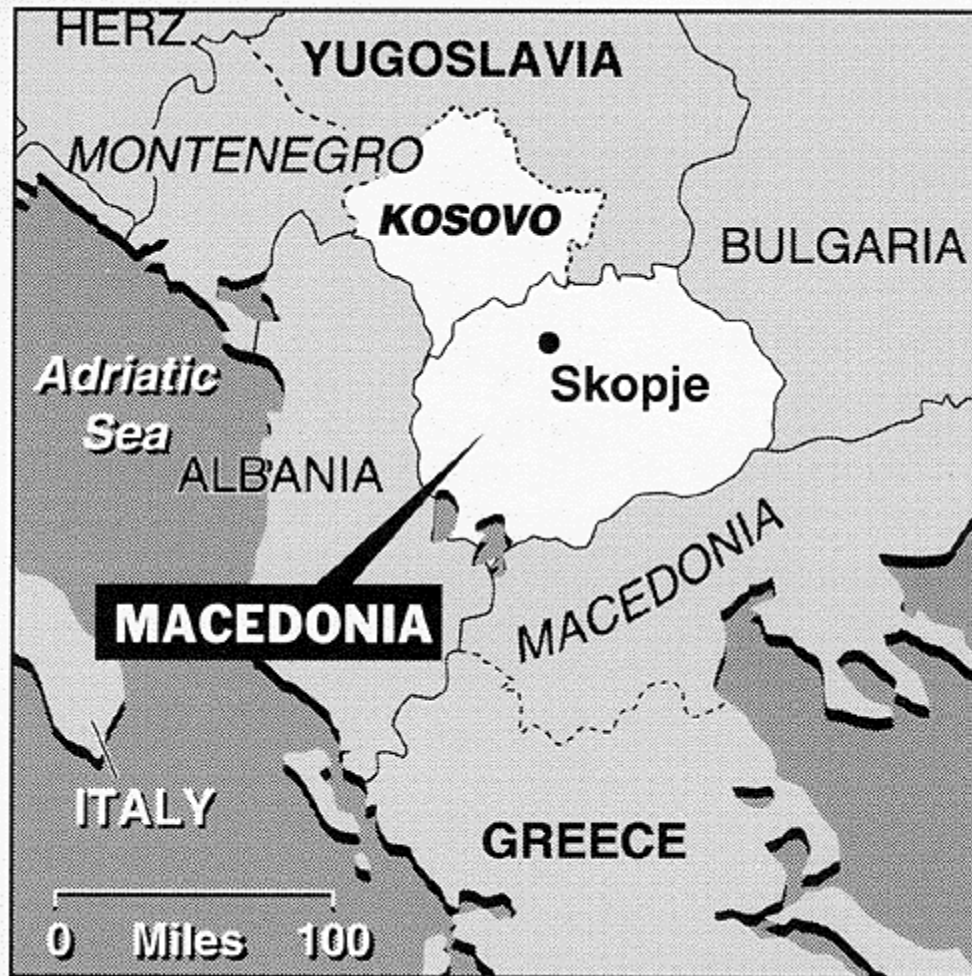 HERZ.
YUGOSLAVIA
MONTENEGRO
KOSOVO
BULGARIA
Adriatic
Sea
Skopje
ALBANIA
MACEDONIA
MACEDONIA
ITALY
GREECE
0 Miles 100